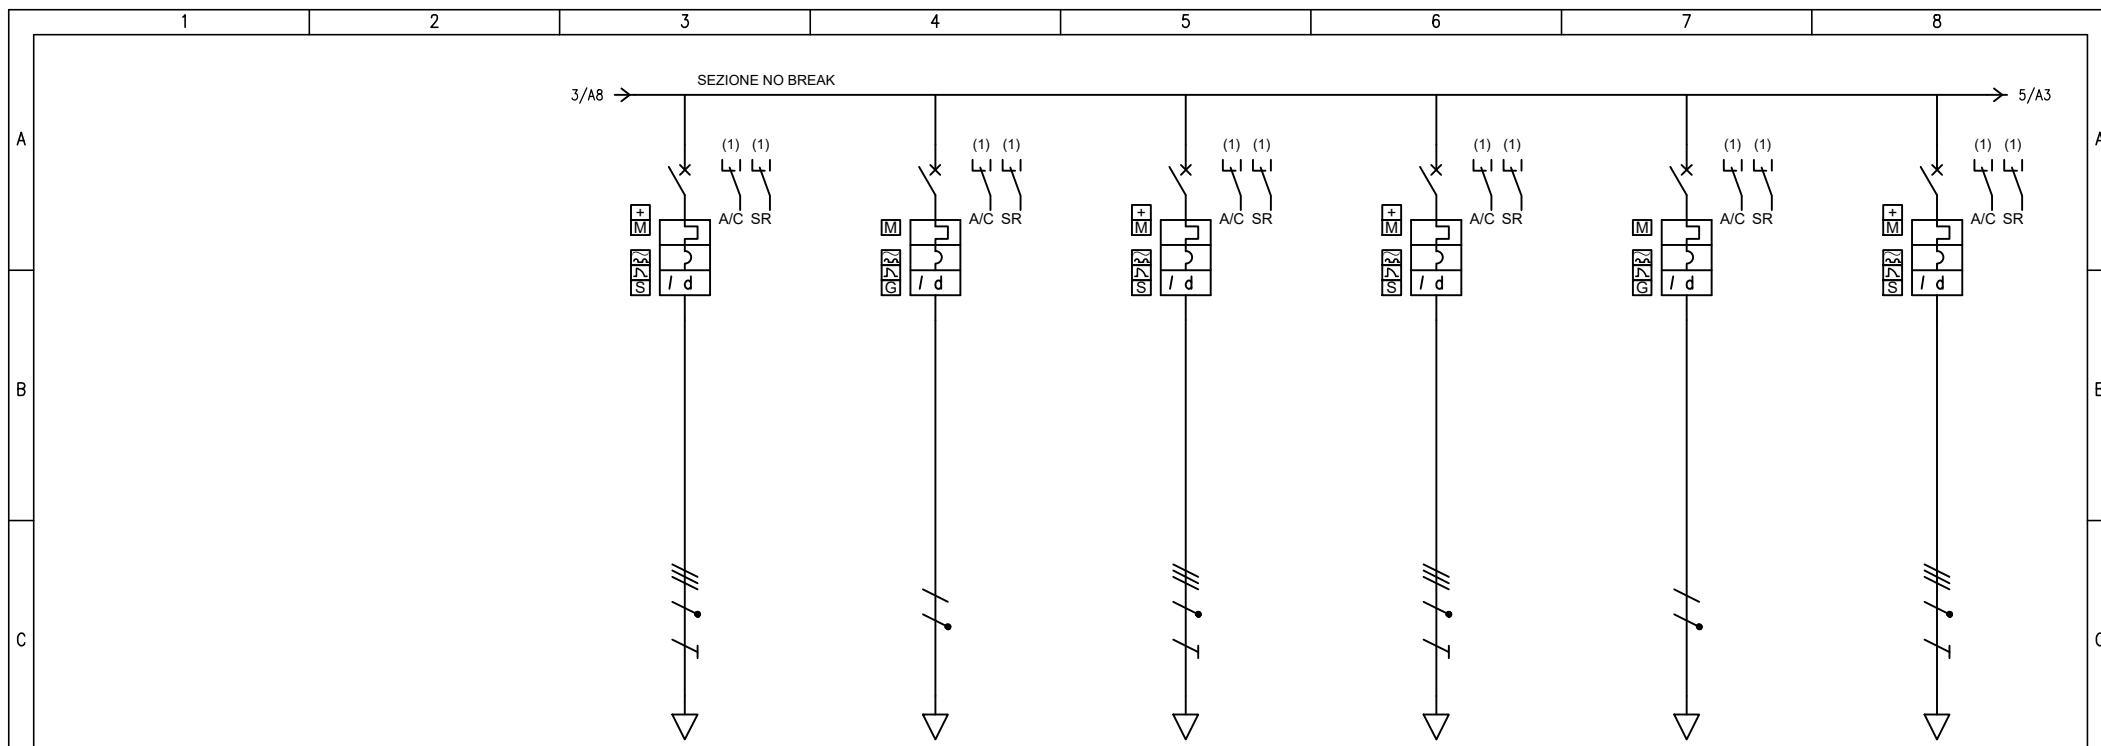 1 2 3 4 5 6 7 8
SEZIONE NO BREAK
3/A8 5/A3
A A
(1) (1) (1) (1) (1) (1) (1) (1) (1) (1) (1) (1)
+ + + +
A/C SR A/C SR A/C SR A/C SR A/C SR A/C SR
M M M M M M
S I d G I d S I d S I d G I d S I d
B B
C C